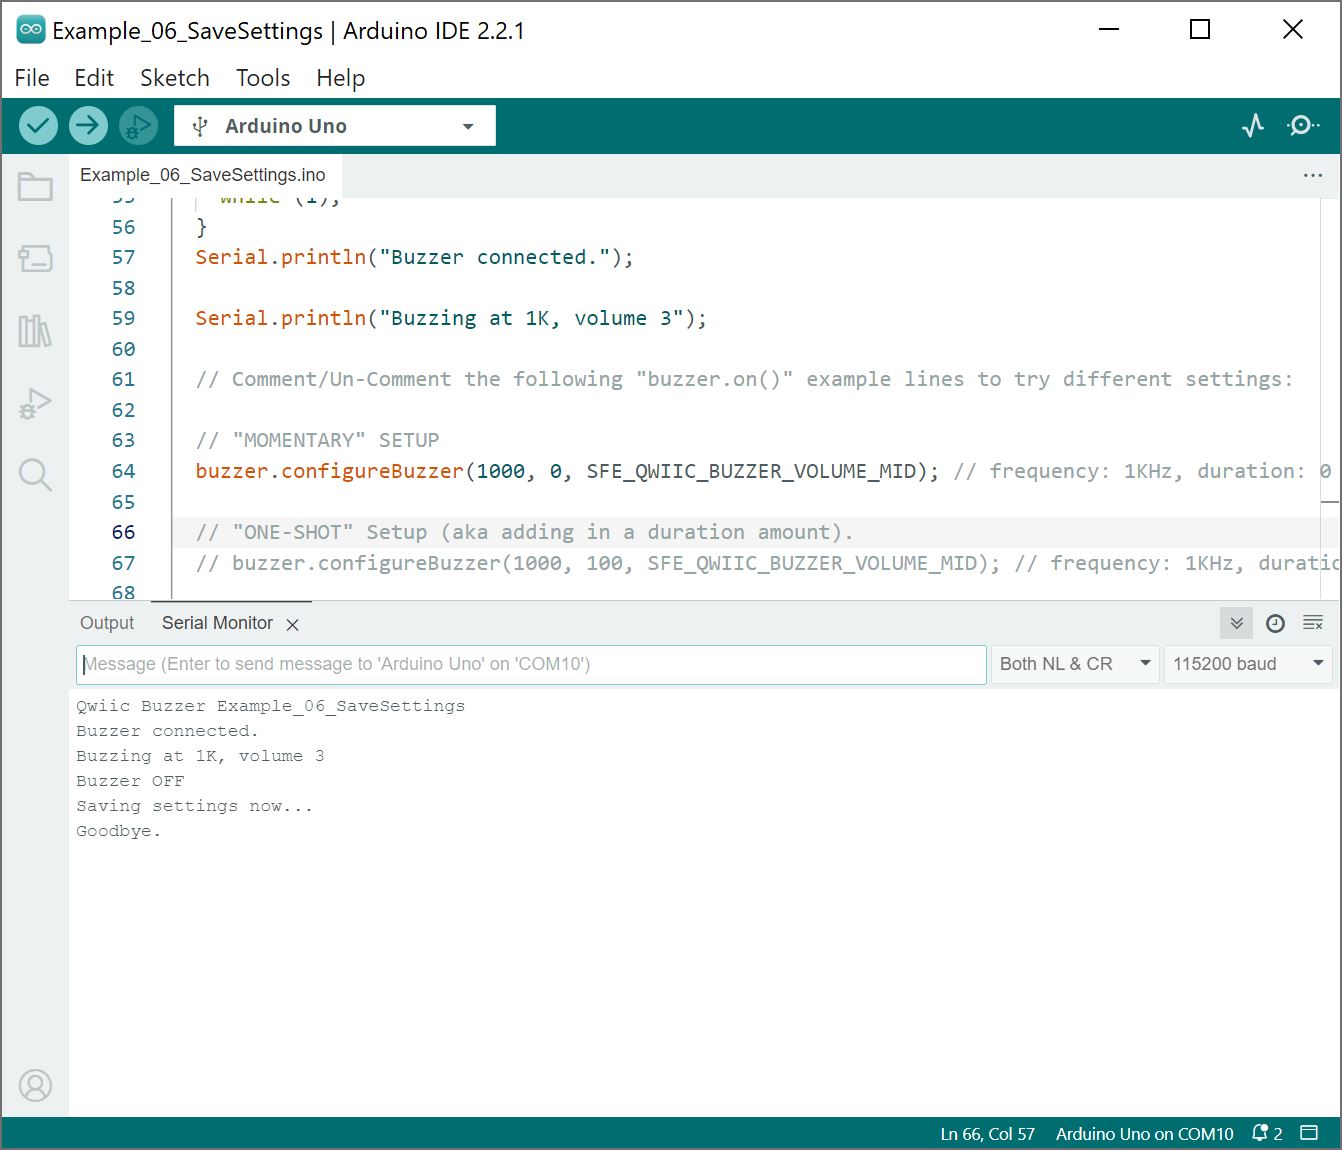 Example_06_SaveSettings | Arduino IDE 2.2.1
File Edit Sketch Tools Help
Arduino Uno
Example_06_SaveSettings.ino
55 while (1);
56 }
57 Serial.println("Buzzer connected.");
58
59 Serial.println("Buzzing at 1K, volume 3");
60
61 // Comment/Un-Comment the following "buzzer.on()" example lines to try different settings:
62
63 // "MOMENTARY" SETUP
64 buzzer.configureBuzzer(1000, 0, SFE_QWIIC_BUZZER_VOLUME_MID); // frequency: 1KHz, duration: 0
65
66 // "ONE-SHOT" Setup (aka adding in a duration amount).
67 // buzzer.configureBuzzer(1000, 100, SFE_QWIIC_BUZZER_VOLUME_MID); // frequency: 1KHz, duratic
68
Output Serial Monitor
Message (Enter to send message to 'Arduino Uno' on 'COM10') Both NL & CR 115200 baud
Qwiic Buzzer Example_06_SaveSettings
Buzzer connected.
Buzzing at 1K, volume 3
Buzzer OFF
Saving settings now...
Goodbye.
Ln 66, Col 57 Arduino Uno on COM10 2